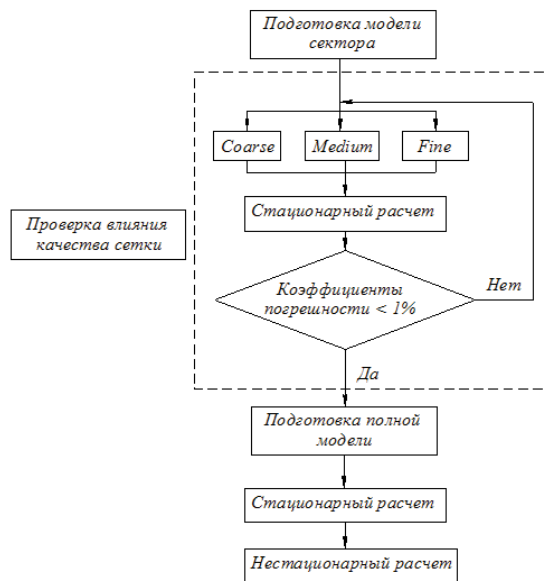 Подготовка модели
сектора
Coarse
Medium
Fine
Стационарный расчет
Проверка влияния
качества сетки
Коэффициенты
погрешности < 1%
Нет
Да
Подготовка полной
модели
Стационарный расчет
Нестационарный расчет